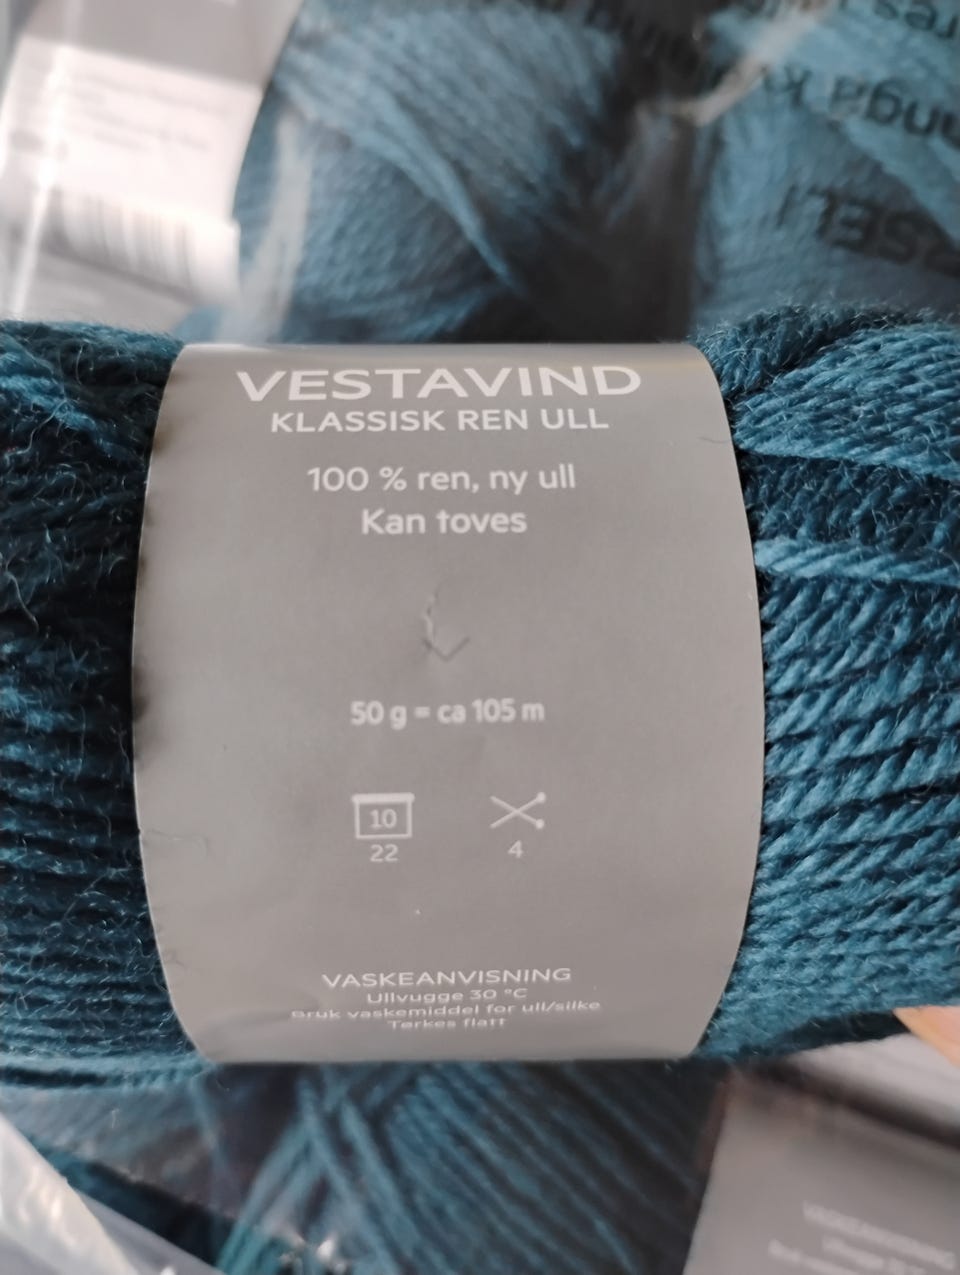 VESTAVIND
KLASSISK REN ULL
100 % ren, ny ull
Kan toves
50 g = ca 105 m
10
22
4
VASKEANVISNING
Ullvugge 30 °C
Bruk vaskemiddel for ull/silke
Tørkes flatt
VASKEANVISNING